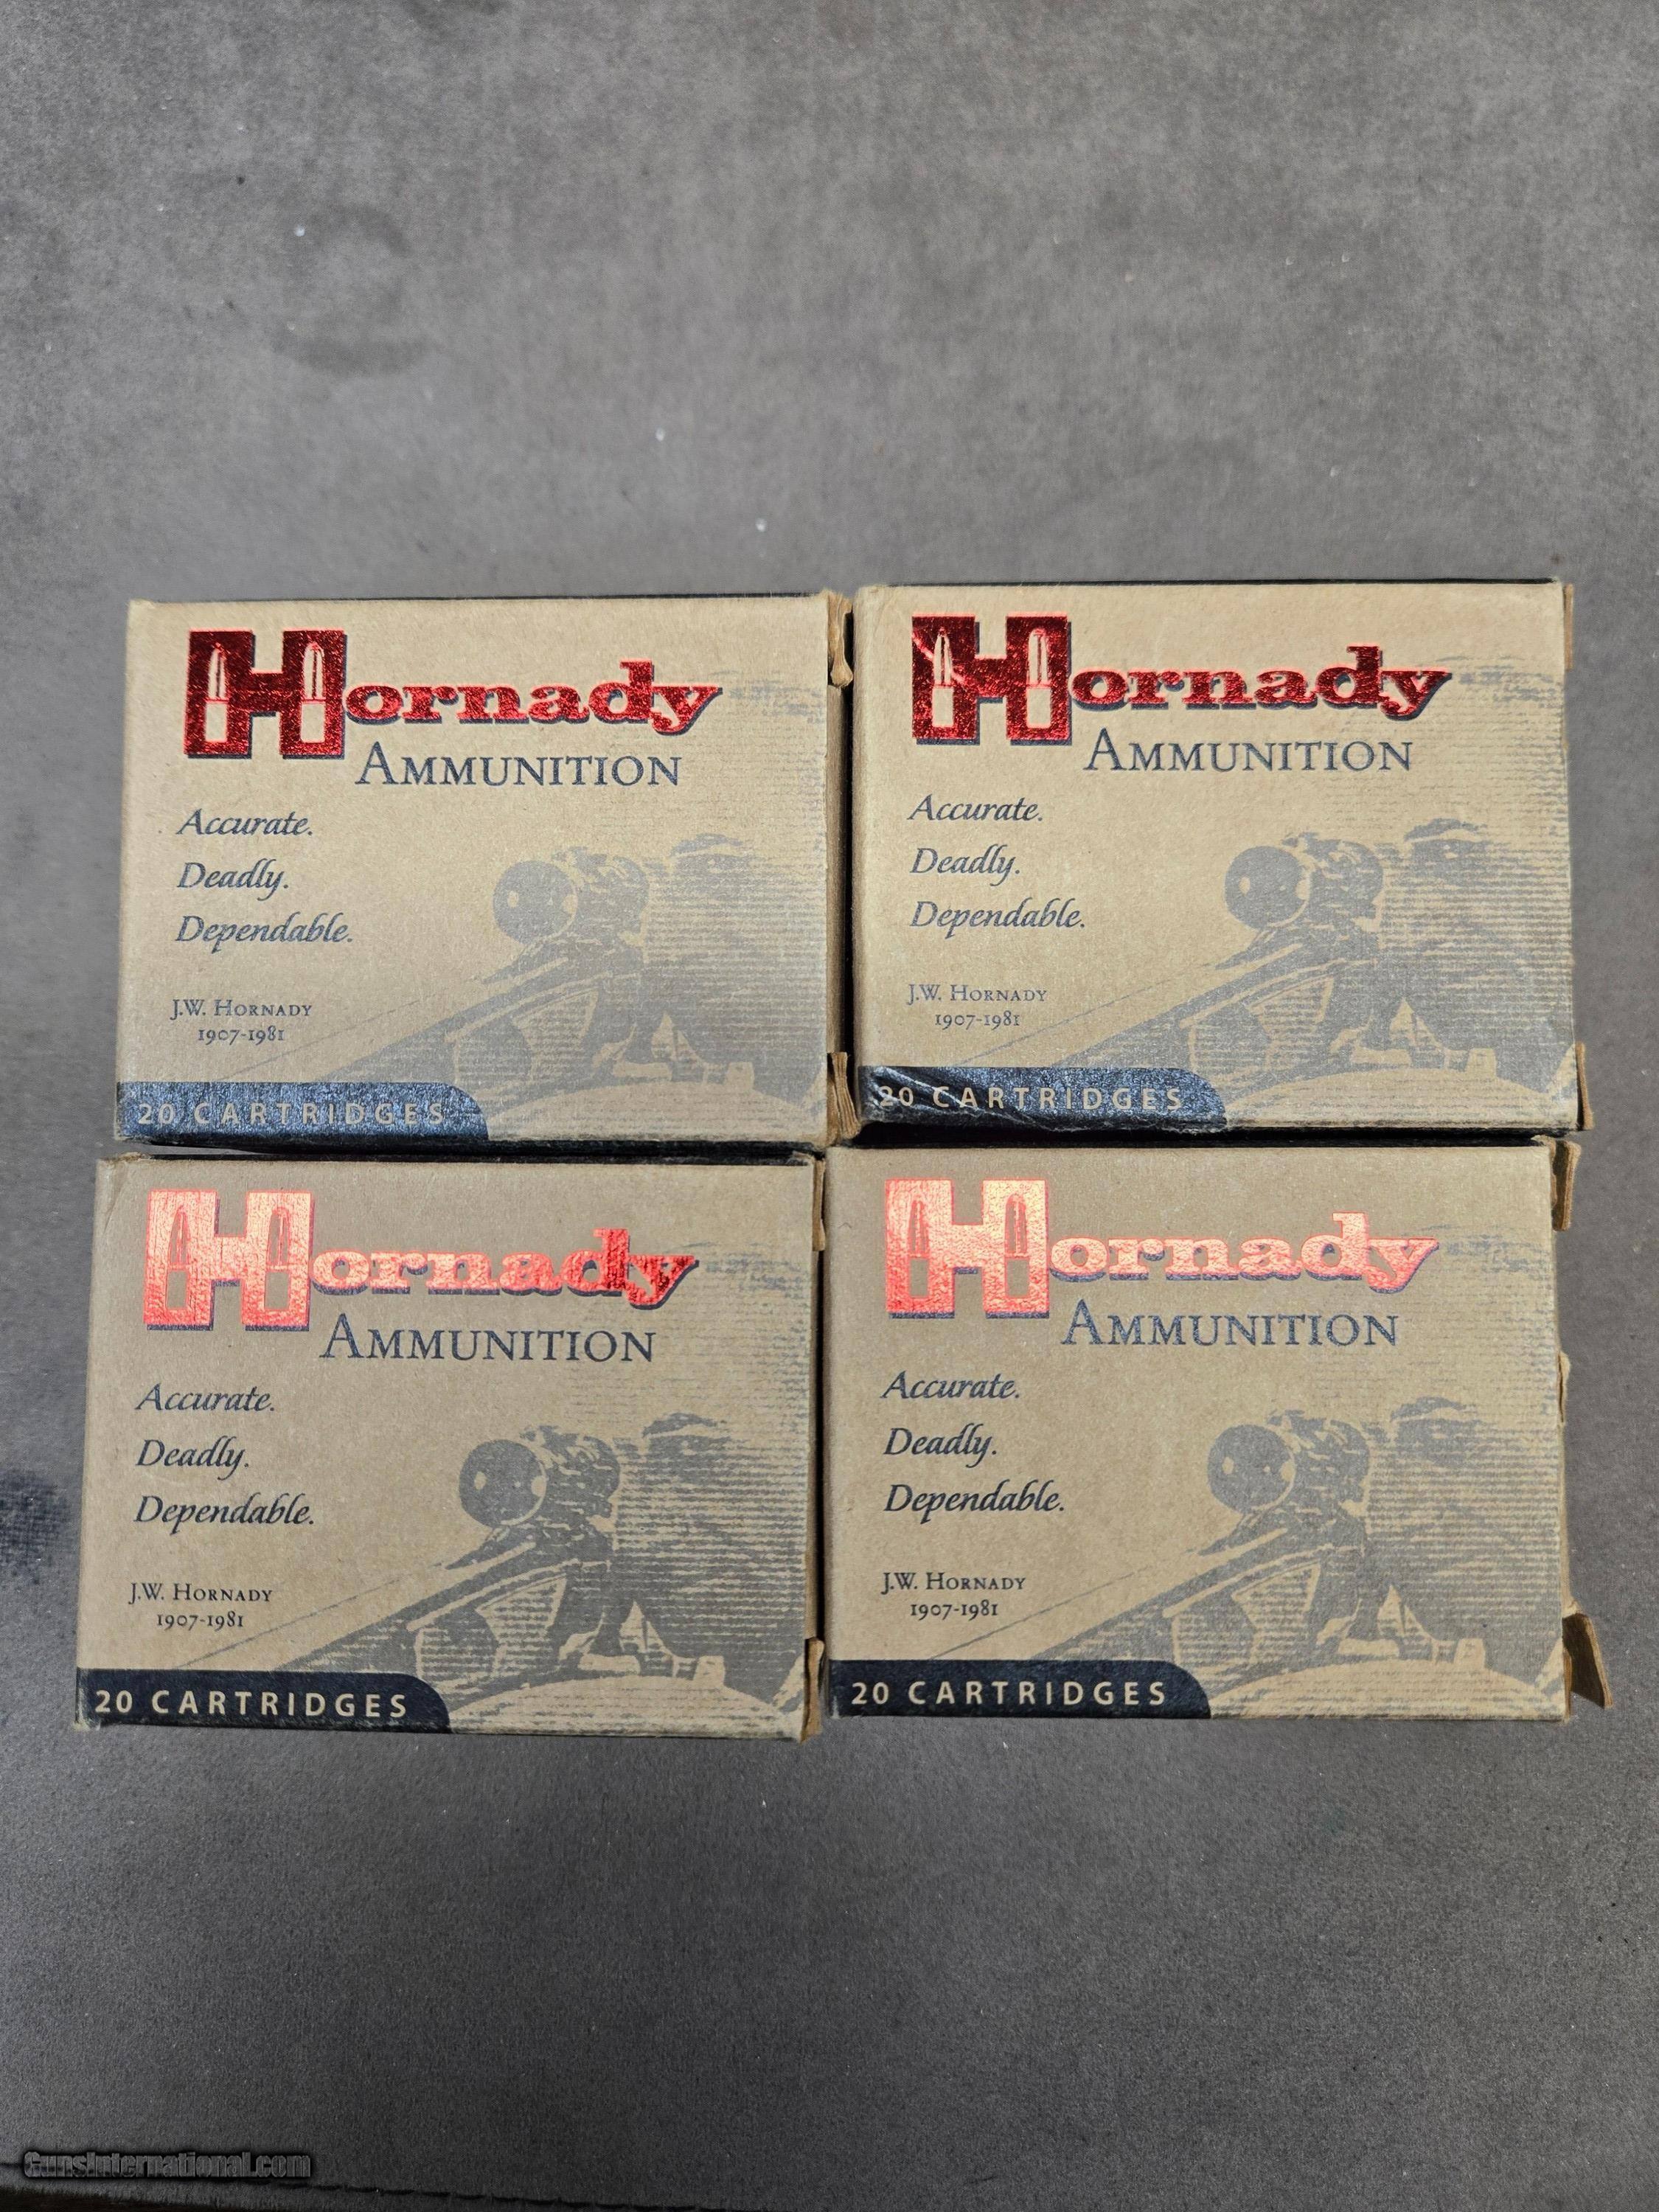 Hornady
AMMUNITION
Accurate.
Deadly.
Dependable.
J.W. HORNADY
1907-1981
20 CARTRIDGES
Hornady
AMMUNITION
Accurate.
Deadly.
Dependable.
J.W. HORNADY
1907-1981
20 CARTRIDGES
Hornady
AMMUNITION
Accurate.
Deadly.
Dependable.
J.W. HORNADY
1907-1981
20 CARTRIDGES
Hornady
AMMUNITION
Accurate.
Deadly.
Dependable.
J.W. HORNADY
1907-1981
20 CARTRIDGES
GunsInternational.com